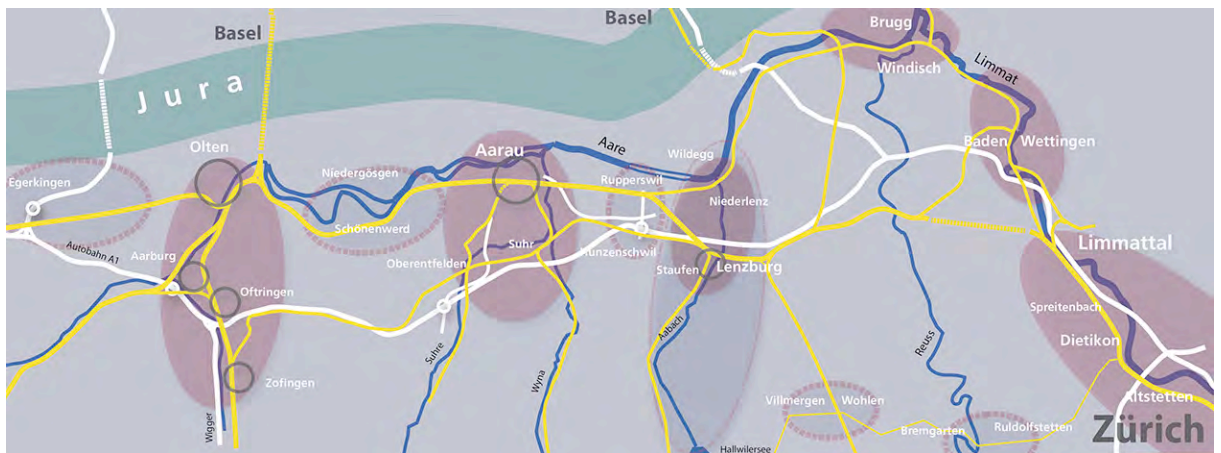 Basel
Basel
Brugg
Windisch
Limmat
Jura
Olten
Aarau
Aare
Wildegg
Baden
Wettingen
Egerkingen
Niedergösgen
Rupperswil
Niederlenz
Schönenwerd
Autobahn A1
Aarburg
Oberentfelden
Suhr
Hunzenschwil
Staufen
Lenzburg
Limmattal
Oftringen
Spreitenbach
Dietikon
Suhre
Aabach
Reuss
Zofingen
Wyna
Villmergen
Wohlen
Altstetten
Wigger
Bremgarten
Rudolfstetten
Zürich
Hallwilersee